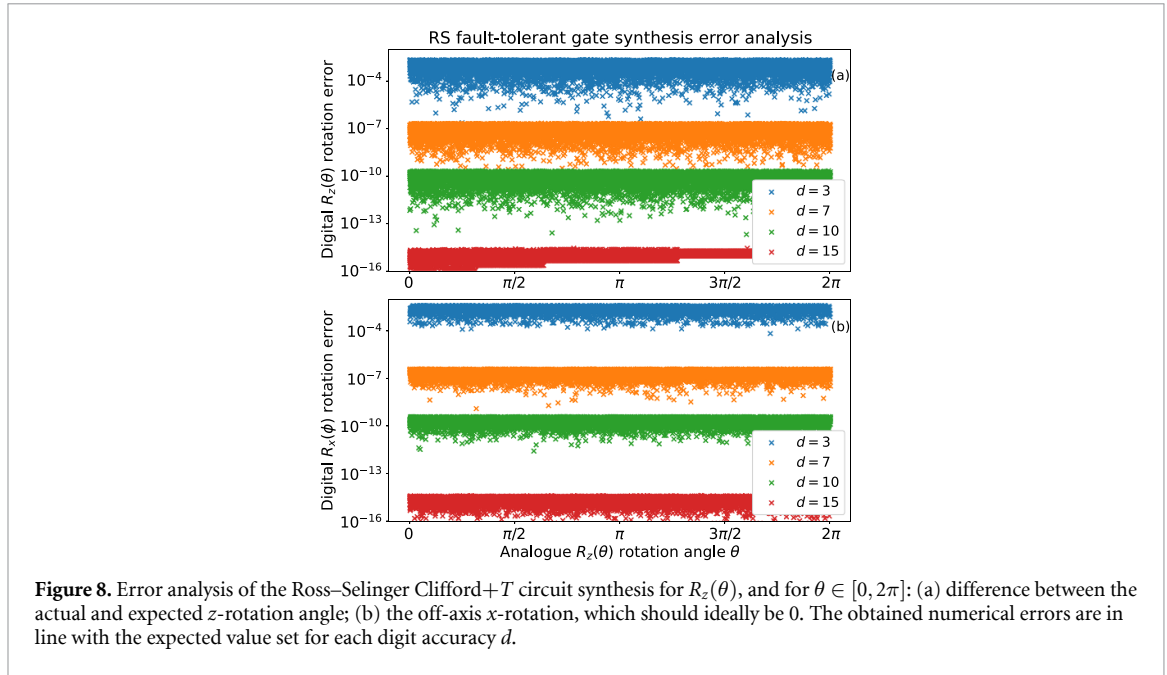 RS fault-tolerant gate synthesis error analysis
Digital R_z(θ) rotation error
10^{-4}
10^{-7}
10^{-10}
10^{-13}
10^{-16}
(a)
d = 3
d = 7
d = 10
d = 15
0 π/2 π 3π/2 2π
Digital R_x(ϕ) rotation error
10^{-4}
10^{-7}
10^{-10}
10^{-13}
10^{-16}
(b)
d = 3
d = 7
d = 10
d = 15
0 π/2 π 3π/2 2π
Analogue R_z(θ) rotation angle θ
Figure 8. Error analysis of the Ross–Selinger Clifford+T circuit synthesis for R_z(θ), and for θ ∈ [0, 2π]: (a) difference between the
actual and expected z-rotation angle; (b) the off-axis x-rotation, which should ideally be 0. The obtained numerical errors are in
line with the expected value set for each digit accuracy d.